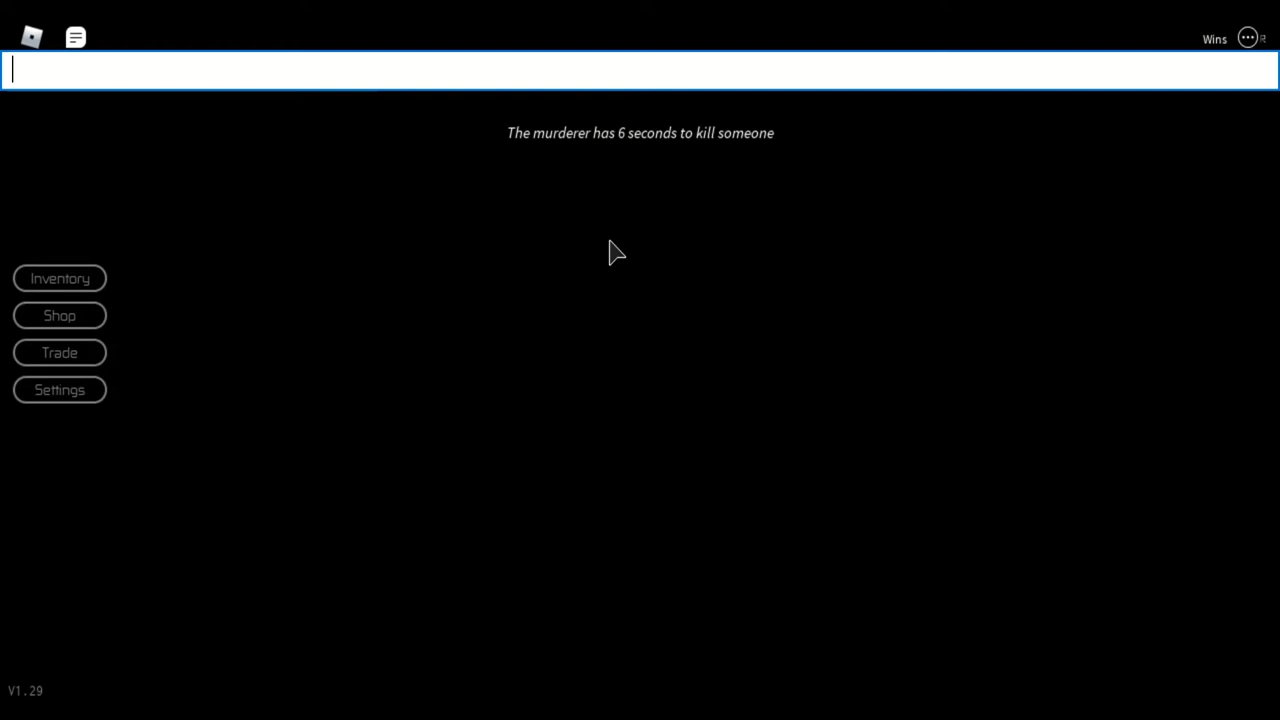 Wins
R
The murderer has 6 seconds to kill someone
Inventory
Shop
Trade
Settings
V1.29